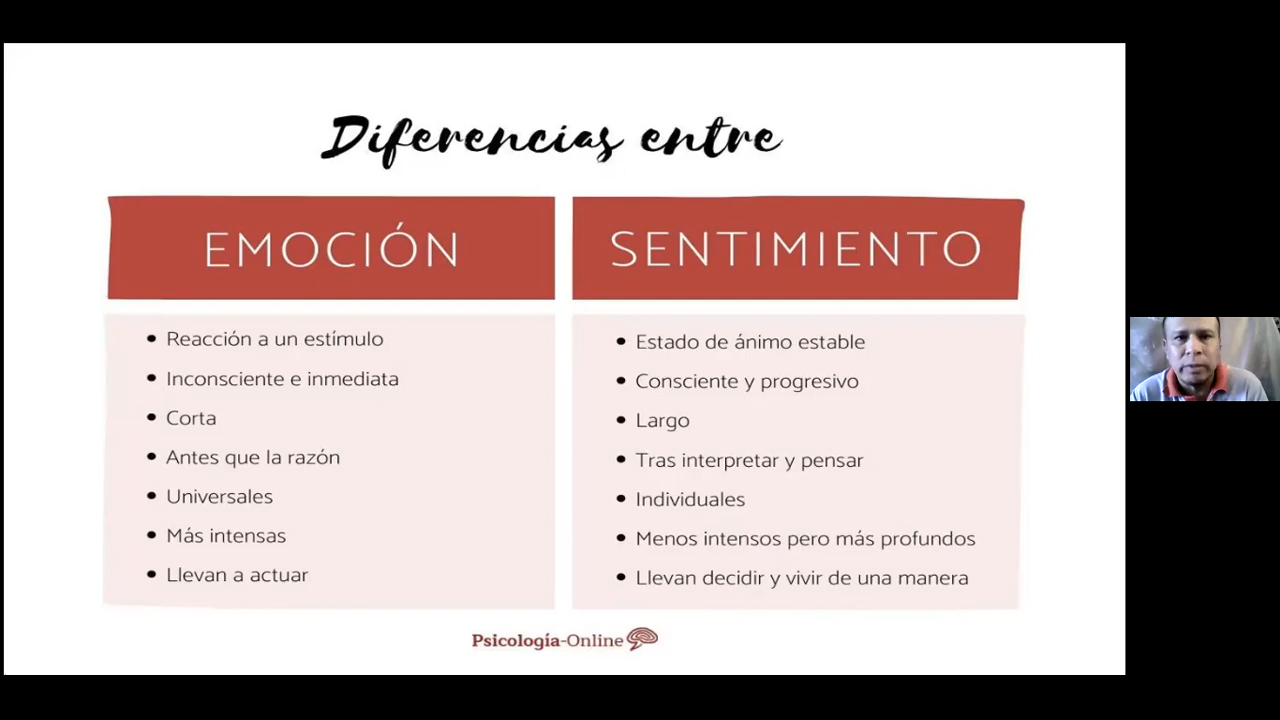 Diferencias entre
EMOCIÓN
• Reacción a un estímulo
• Inconsciente e inmediata
• Corta
• Antes que la razón
• Universales
• Más intensas
• Llevan a actuar
SENTIMIENTO
• Estado de ánimo estable
• Consciente y progresivo
• Largo
• Tras interpretar y pensar
• Individuales
• Menos intensos pero más profundos
• Llevan decidir y vivir de una manera
Psicología-Online